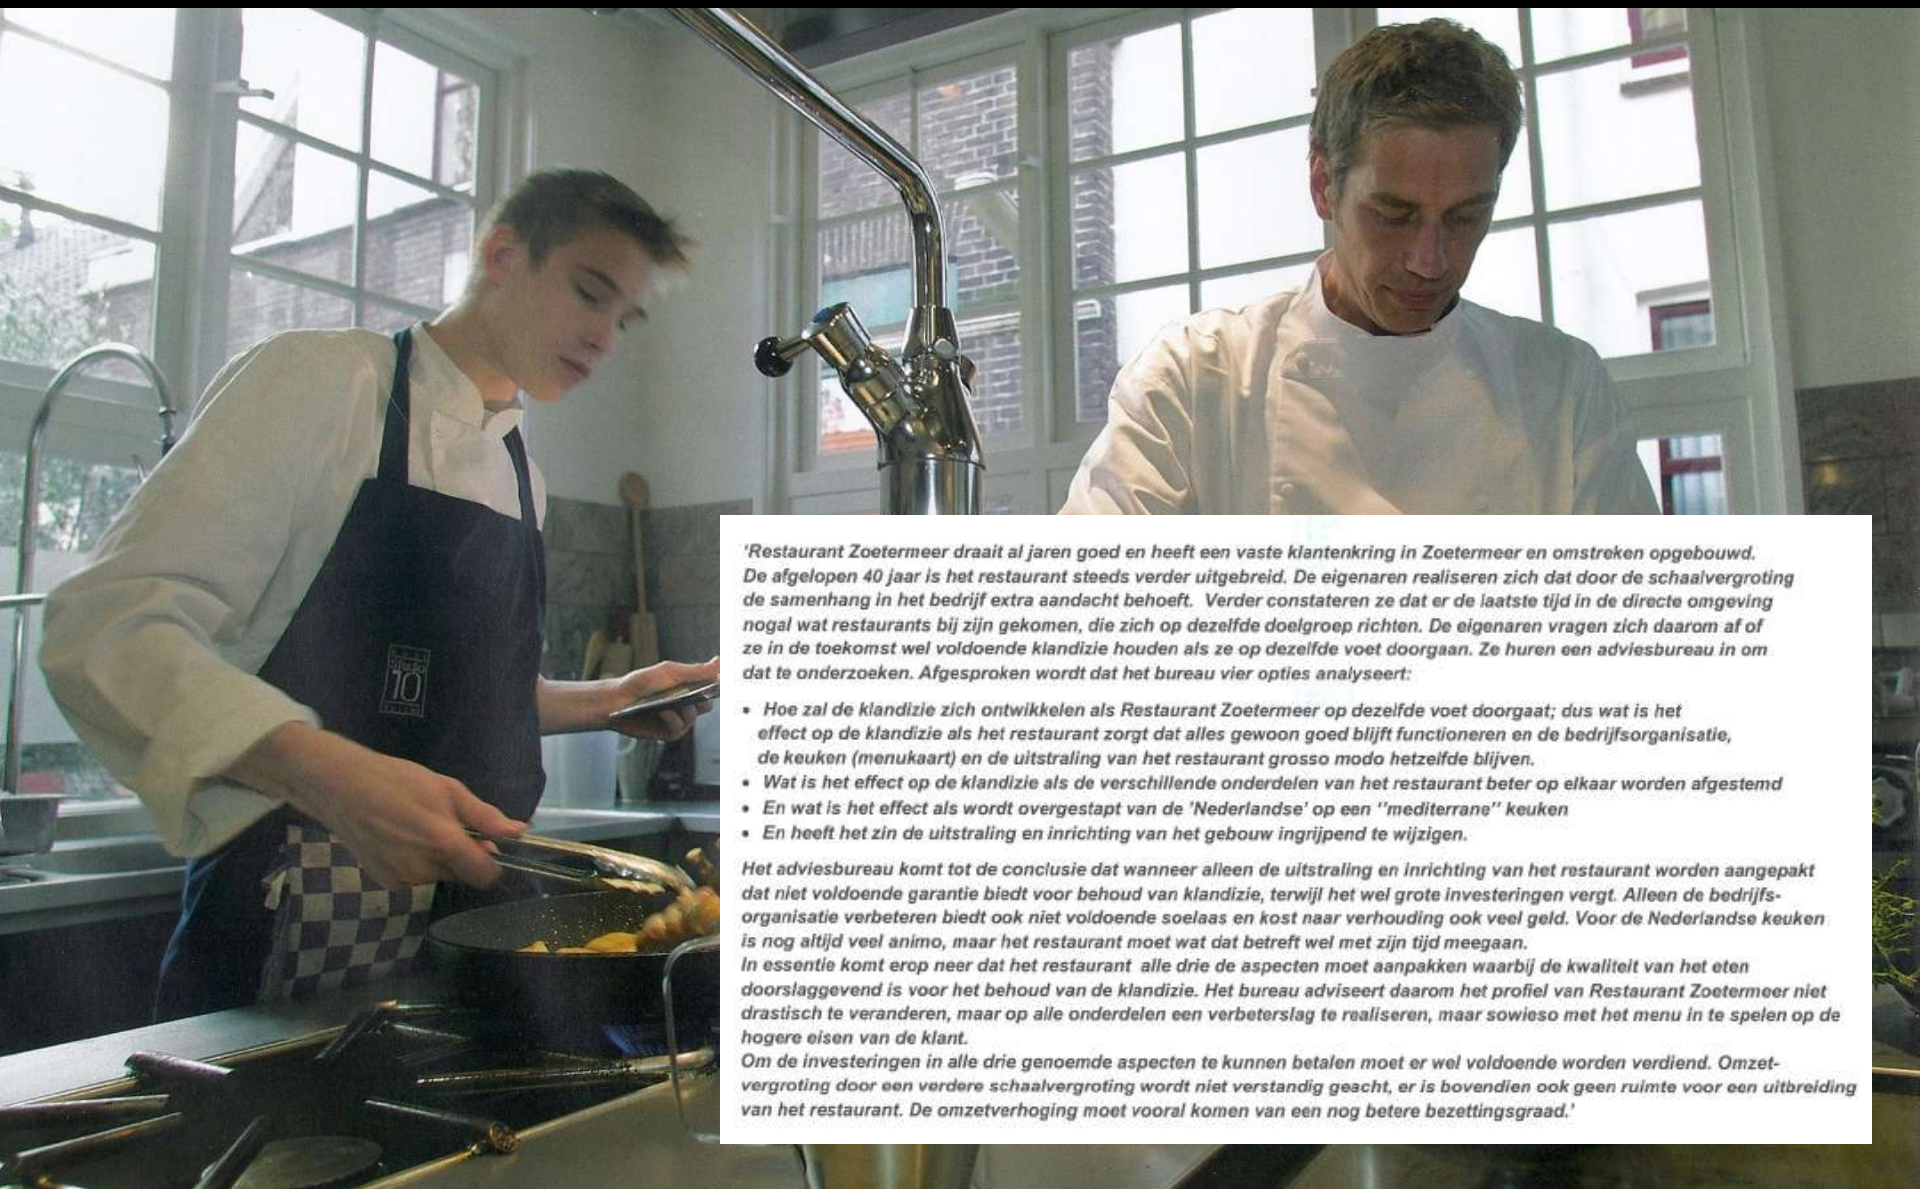 Studio
10
'Restaurant Zoetermeer draait al jaren goed en heeft een vaste klantenkring in Zoetermeer en omstreken opgebouwd.
De afgelopen 40 jaar is het restaurant steeds verder uitgebreid. De eigenaren realiseren zich dat door de schaalvergroting
de samenhang in het bedrijf extra aandacht behoeft. Verder constateren ze dat er de laatste tijd in de directe omgeving
nogal wat restaurants bij zijn gekomen, die zich op dezelfde doelgroep richten. De eigenaren vragen zich daarom af of
ze in de toekomst wel voldoende klandizie houden als ze op dezelfde voet doorgaan. Ze huren een adviesbureau in om
dat te onderzoeken. Afgesproken wordt dat het bureau vier opties analyseert:
• Hoe zal de klandizie zich ontwikkelen als Restaurant Zoetermeer op dezelfde voet doorgaat; dus wat is het
effect op de klandizie als het restaurant zorgt dat alles gewoon goed blijft functioneren en de bedrijfsorganisatie,
de keuken (menukaart) en de uitstraling van het restaurant grosso modo hetzelfde blijven.
• Wat is het effect op de klandizie als de verschillende onderdelen van het restaurant beter op elkaar worden afgestemd
• En wat is het effect als wordt overgestapt van de 'Nederlandse' op een ''mediterrane'' keuken
• En heeft het zin de uitstraling en inrichting van het gebouw ingrijpend te wijzigen.
Het adviesbureau komt tot de conclusie dat wanneer alleen de uitstraling en inrichting van het restaurant worden aangepakt
dat niet voldoende garantie biedt voor behoud van klandizie, terwijl het wel grote investeringen vergt. Alleen de bedrijfs-
organisatie verbeteren biedt ook niet voldoende soelaas en kost naar verhouding ook veel geld. Voor de Nederlandse keuken
is nog altijd veel animo, maar het restaurant moet wat dat betreft wel met zijn tijd meegaan.
In essentie komt erop neer dat het restaurant alle drie de aspecten moet aanpakken waarbij de kwaliteit van het eten
doorslaggevend is voor het behoud van de klandizie. Het bureau adviseert daarom het profiel van Restaurant Zoetermeer niet
drastisch te veranderen, maar op alle onderdelen een verbeterslag te realiseren, maar sowieso met het menu in te spelen op de
hogere eisen van de klant.
Om de investeringen in alle drie genoemde aspecten te kunnen betalen moet er wel voldoende worden verdiend. Omzet-
vergroting door een verdere schaalvergroting wordt niet verstandig geacht, er is bovendien ook geen ruimte voor een uitbreiding
van het restaurant. De omzetverhoging moet vooral komen van een nog betere bezettingsgraad.'